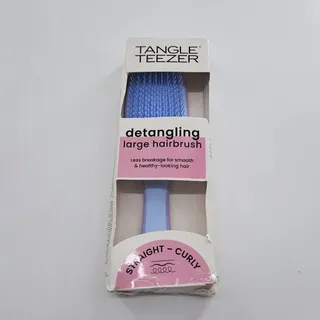 TANGLE®
TEEZER
detangling
large hairbrush
Less breakage for smooth
& healthy-looking hair
STRAIGHT – CURLY